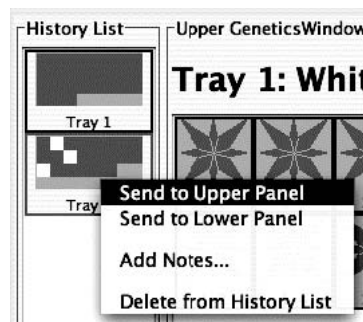 History List
Upper GeneticsWindow
Tray 1: Whit
Tray 1
Tray
Send to Upper Panel
Send to Lower Panel
Add Notes...
Delete from History List